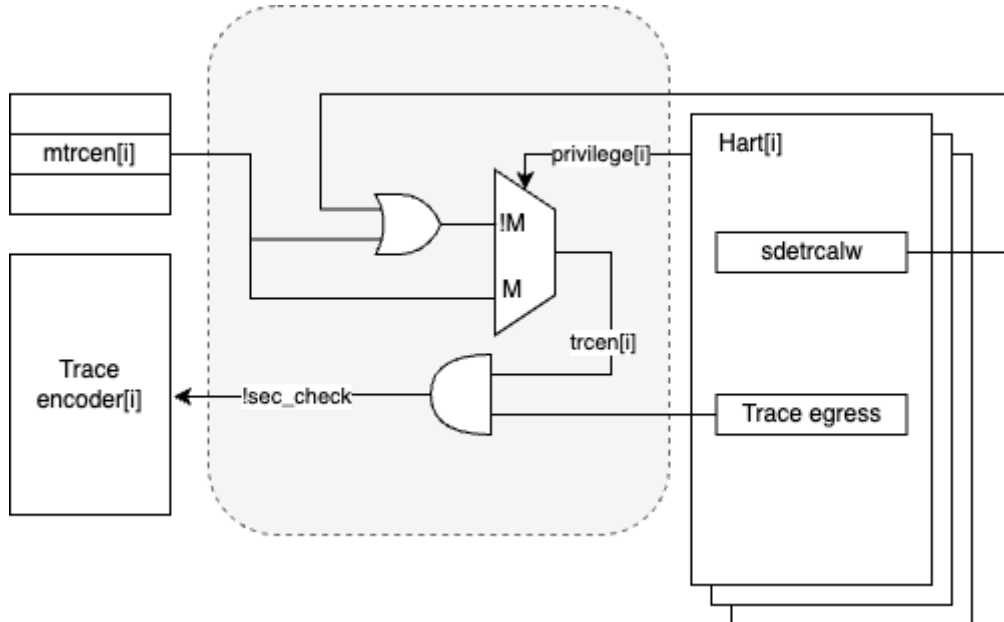 mtrcen[i]
privilege[i]
Hart[i]
!M
sdetrcalw
M
trcen[i]
Trace
encoder[i]
!sec_check
Trace egress